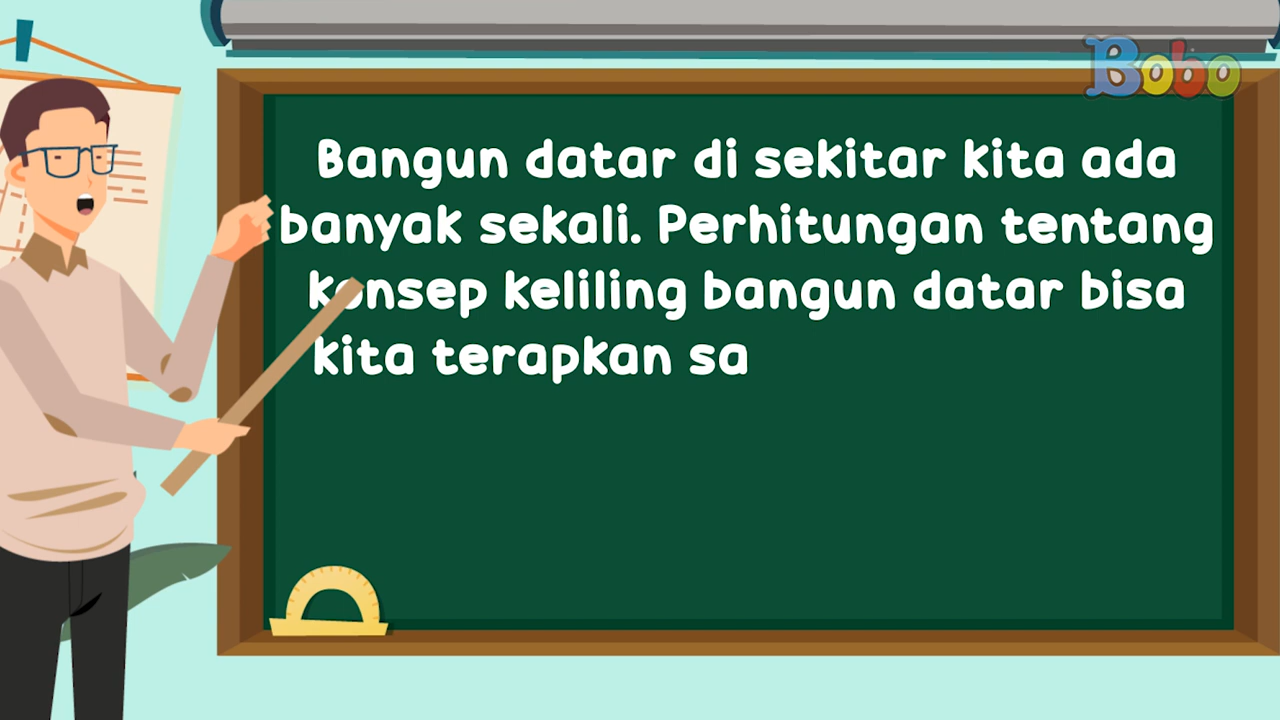 Bobo
Bangun datar di sekitar kita ada
banyak sekali. Perhitungan tentang
konsep keliling bangun datar bisa
kita terapkan sa